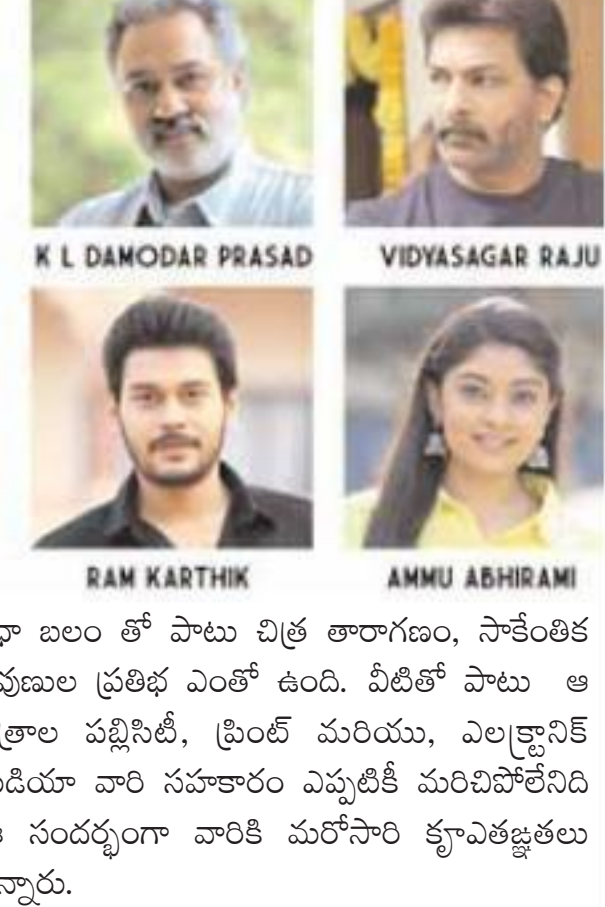 K L DAMODAR PRASAD VIDYASAGAR RAJU
RAM KARTHIK AMMU ABHIRAMI
బలం తో పాటు చిత్ర తారాగణం, సాకేంతిక
ప్రతిభ ఎంతో ఉంది. వీటితో పాటు ఆ
పబ్లిసిటీ, ప్రింట్ మరియు, ఎలక్ట్రానిక్
వారి సహకారం ఎప్పటికీ మరిచిపోలేనిది
సందర్భంగా వారికి మరోసారి కృఎతఙ్ఞతలు